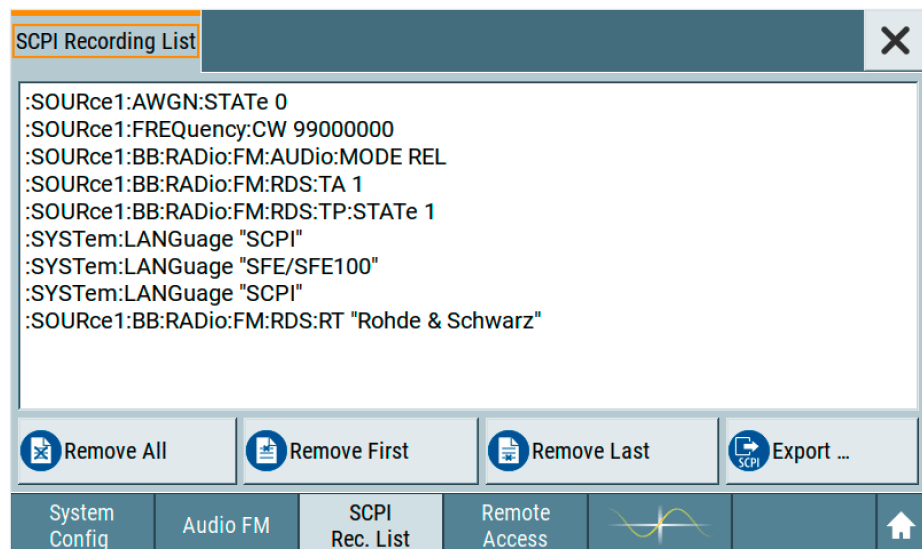 SCPI Recording List
:SOURce1:AWGN:STATe 0
:SOURce1:FREQuency:CW 99000000
:SOURce1:BB:RADio:FM:AUDio:MODE REL
:SOURce1:BB:RADio:FM:RDS:TA 1
:SOURce1:BB:RADio:FM:RDS:TP:STATe 1
:SYSTem:LANGuage "SCPI"
:SYSTem:LANGuage "SFE/SFE100"
:SYSTem:LANGuage "SCPI"
:SOURce1:BB:RADio:FM:RDS:RT "Rohde & Schwarz"
Remove All
Remove First
Remove Last
SCPI
Export ...
System
Config
Audio FM
SCPI
Rec. List
Remote
Access